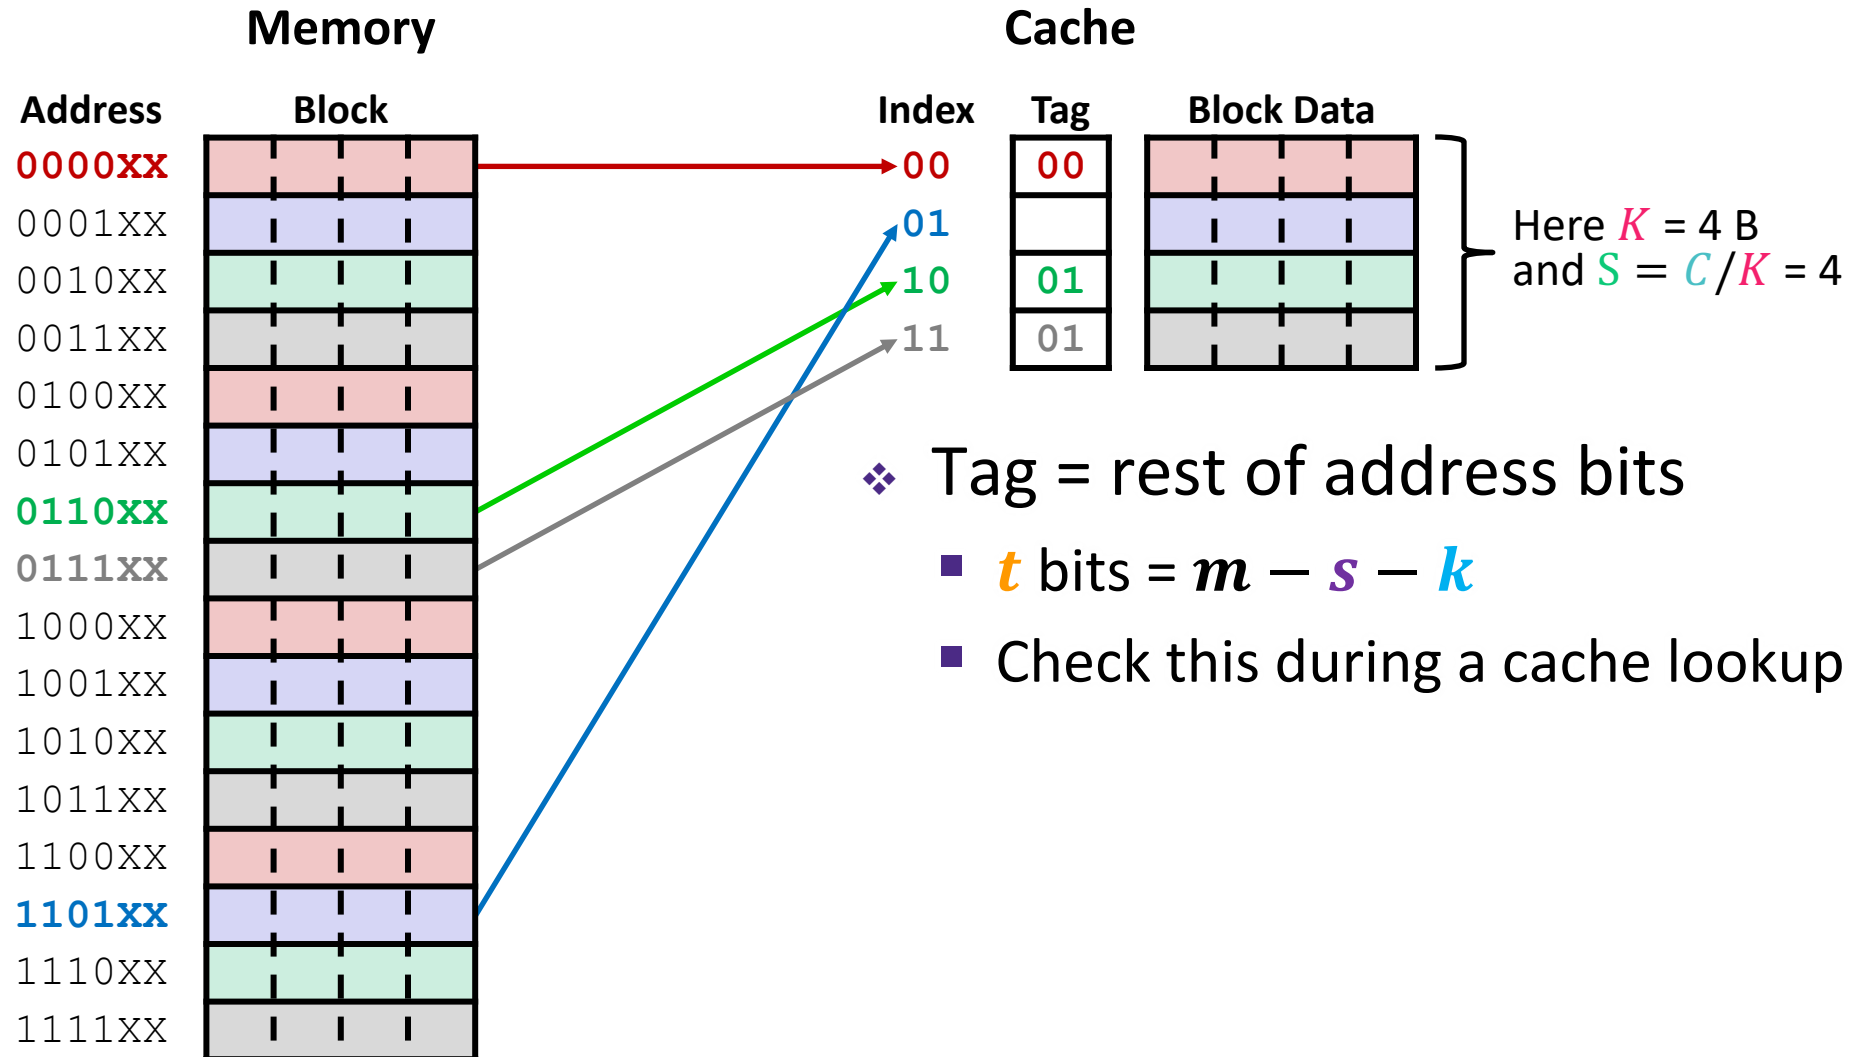 Memory Cache
Address Block Index Tag Block Data
0000XX 00 00
0001XX 01
0010XX 10 01
0011XX 11 01
Here K = 4 B
and S = C/K = 4
0100XX
0101XX
0110XX
0111XX
1000XX
1001XX
1010XX
1011XX
1100XX
1101XX
1110XX
1111XX
❖ Tag = rest of address bits
▪ t bits = m − s − k
▪ Check this during a cache lookup